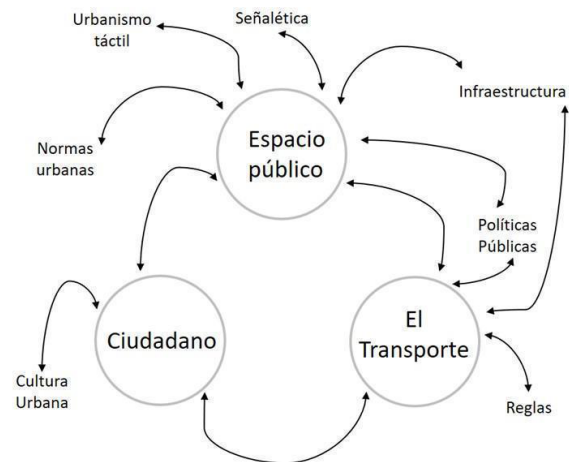 Urbanismo
táctil
Señalética
Infraestructura
Espacio
público
Normas
urbanas
Políticas
Públicas
Ciudadano
El
Transporte
Cultura
Urbana
Reglas